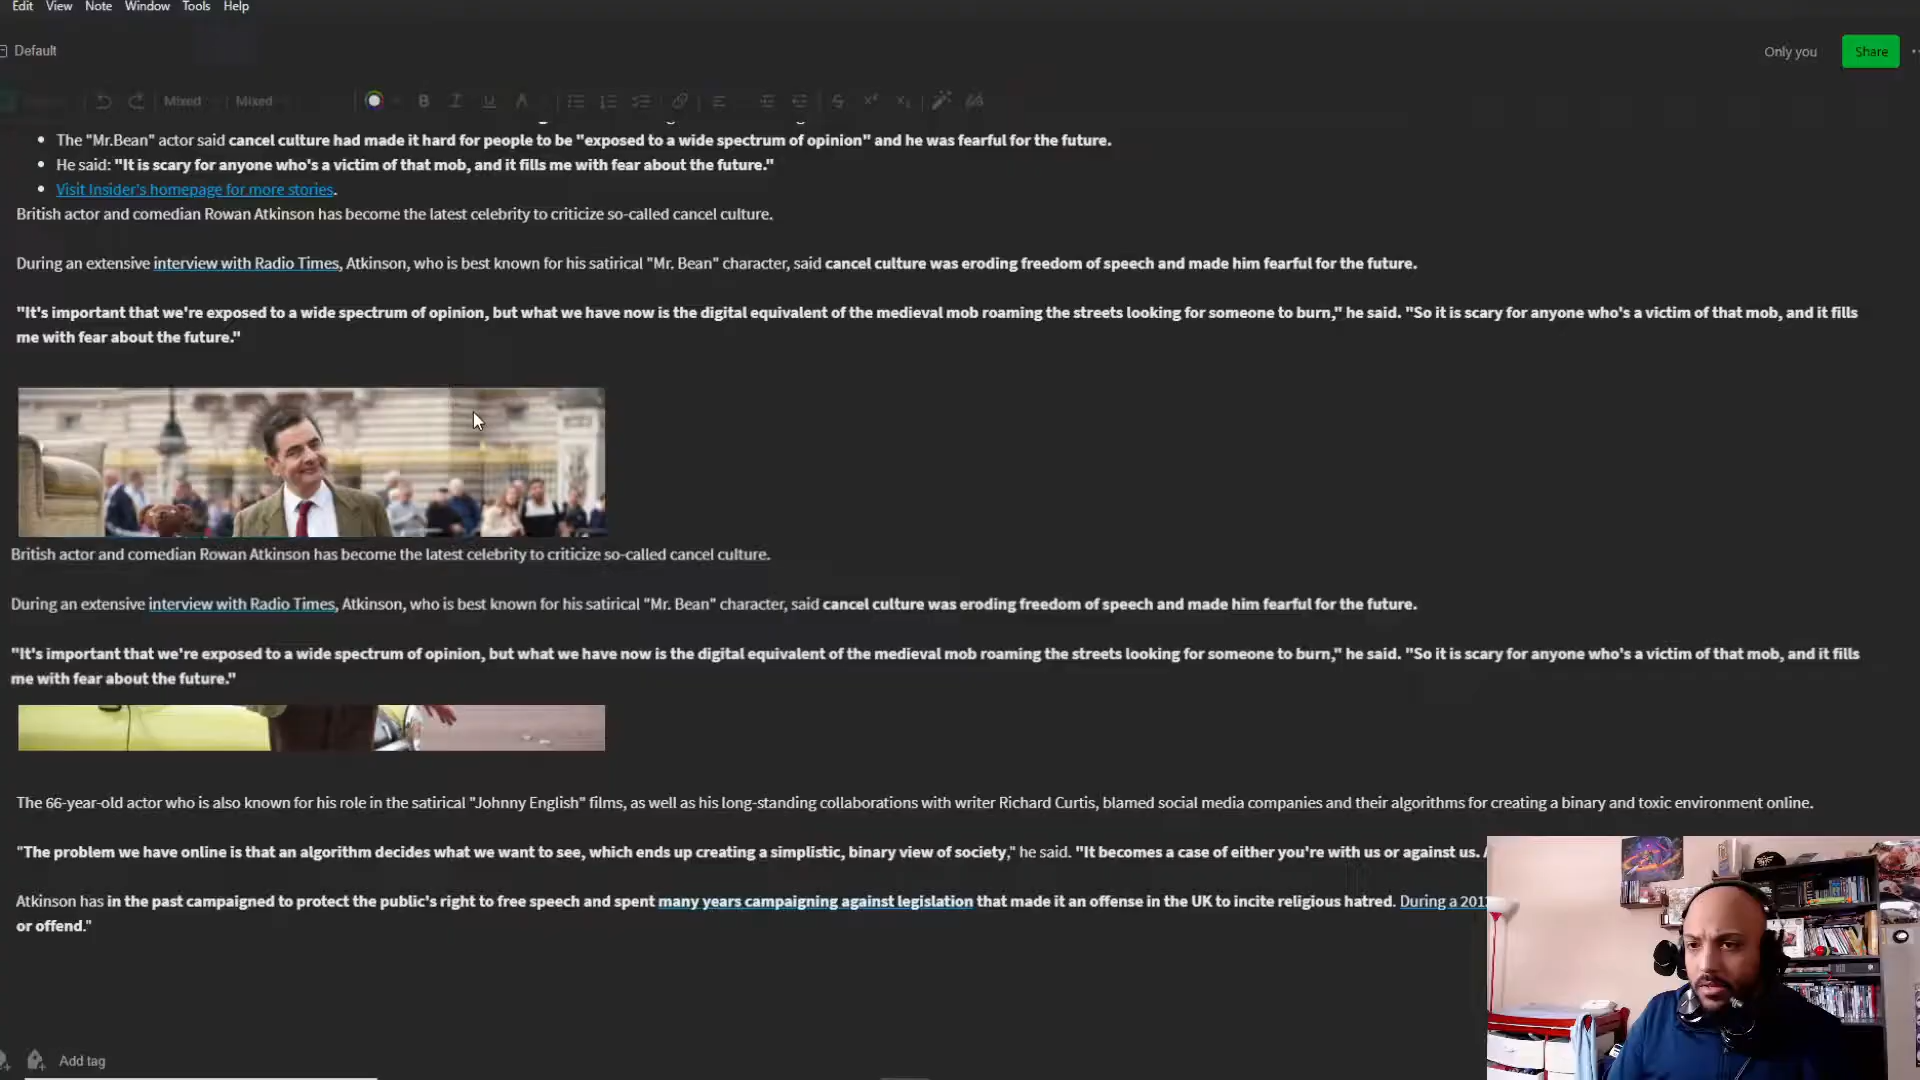 Edit View Note Window Tools Help
Default
Only you
Share
Mixed Mixed
The "Mr.Bean" actor said cancel culture had made it hard for people to be "exposed to a wide spectrum of opinion" and he was fearful for the future.
He said: "It is scary for anyone who's a victim of that mob, and it fills me with fear about the future."
Visit Insider's homepage for more stories.
British actor and comedian Rowan Atkinson has become the latest celebrity to criticize so-called cancel culture.
During an extensive interview with Radio Times, Atkinson, who is best known for his satirical "Mr. Bean" character, said cancel culture was eroding freedom of speech and made him fearful for the future.
"It's important that we're exposed to a wide spectrum of opinion, but what we have now is the digital equivalent of the medieval mob roaming the streets looking for someone to burn," he said. "So it is scary for anyone who's a victim of that mob, and it fills
me with fear about the future."
British actor and comedian Rowan Atkinson has become the latest celebrity to criticize so-called cancel culture.
During an extensive interview with Radio Times, Atkinson, who is best known for his satirical "Mr. Bean" character, said cancel culture was eroding freedom of speech and made him fearful for the future.
"It's important that we're exposed to a wide spectrum of opinion, but what we have now is the digital equivalent of the medieval mob roaming the streets looking for someone to burn," he said. "So it is scary for anyone who's a victim of that mob, and it fills
me with fear about the future."
The 66-year-old actor who is also known for his role in the satirical "Johnny English" films, as well as his long-standing collaborations with writer Richard Curtis, blamed social media companies and their algorithms for creating a binary and toxic environment online.
"The problem we have online is that an algorithm decides what we want to see, which ends up creating a simplistic, binary view of society," he said. "It becomes a case of either you're with us or against us.
Atkinson has in the past campaigned to protect the public's right to free speech and spent many years campaigning against legislation that made it an offense in the UK to incite religious hatred. During a 201
or offend."
Add tag